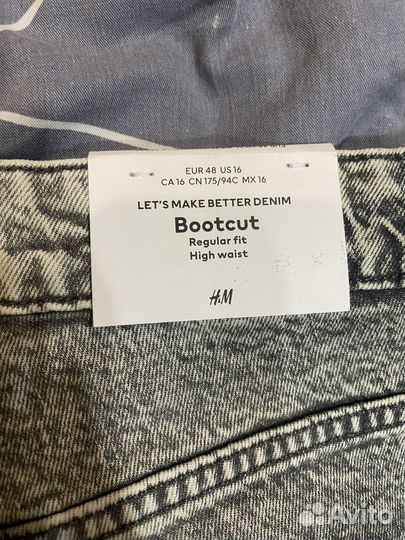 EUR 48 US 16
CA 16 CN 175/94C MX 16
LET'S MAKE BETTER DENIM
Bootcut
Regular fit
High waist
H&M
Avito